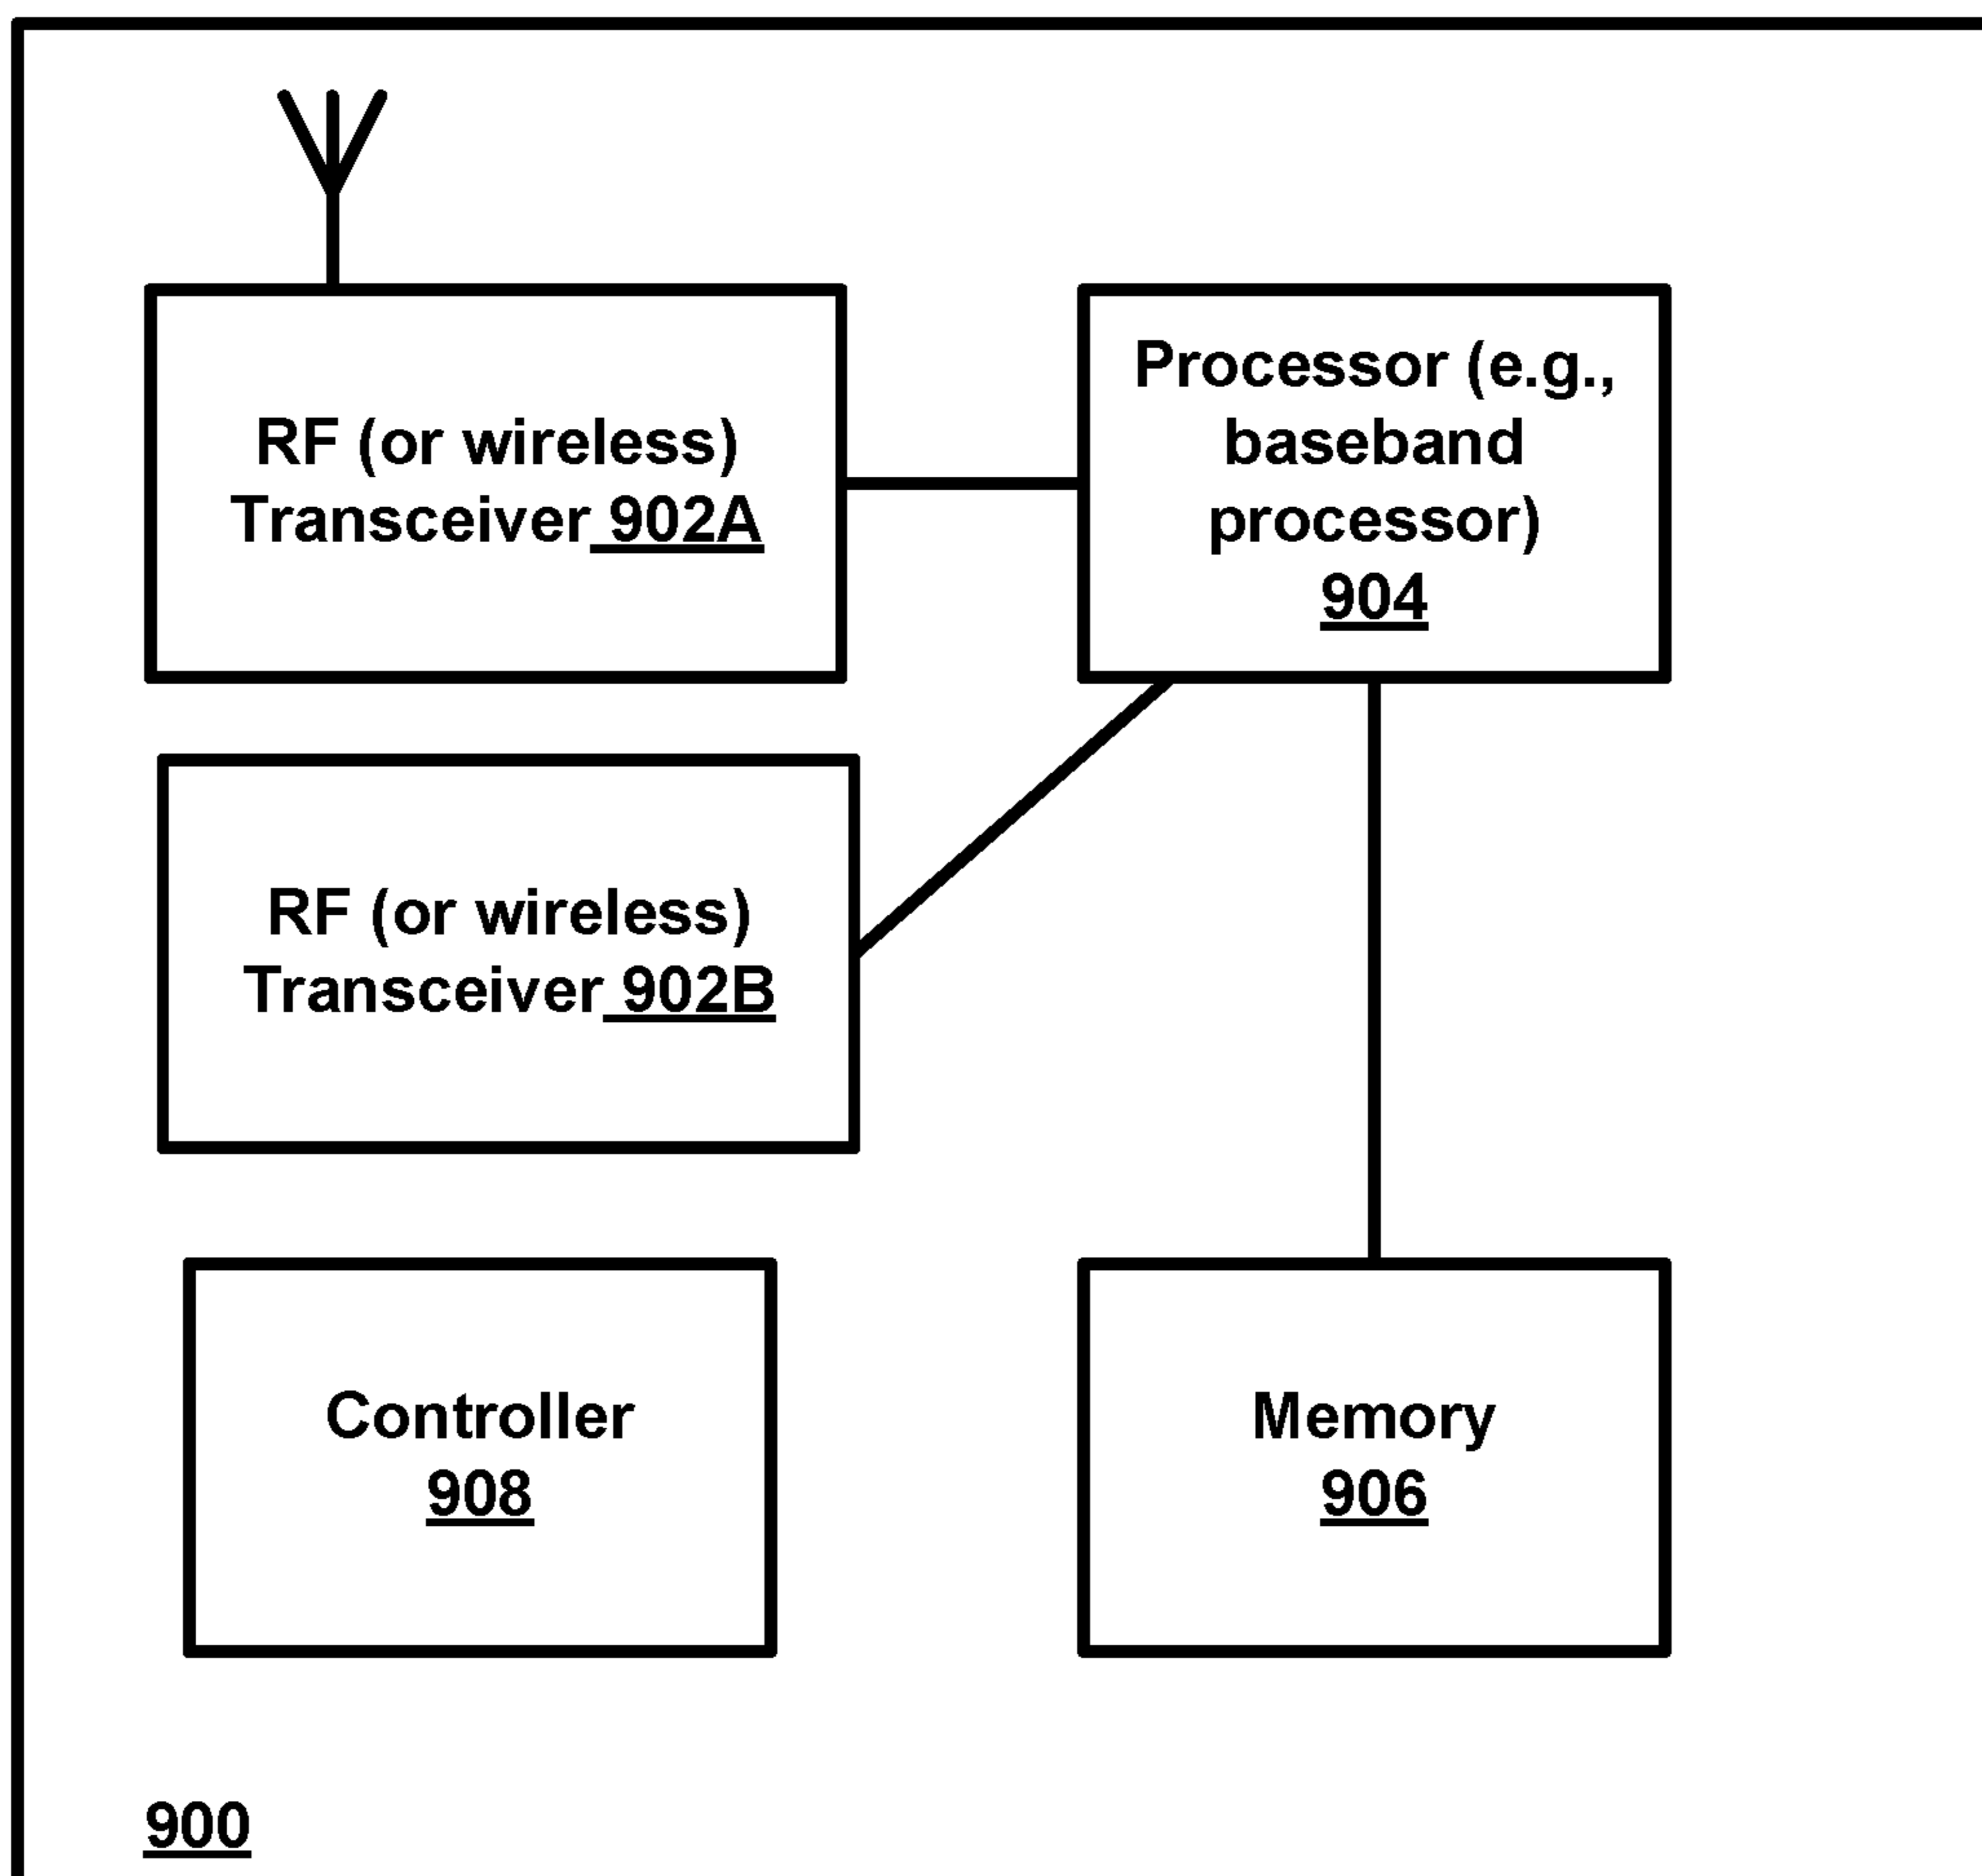 RF (or wireless)
Transceiver 902A
Processor (e.g.,
baseband
processor)
904
RF (or wireless)
Transceiver 902B
Controller
908
Memory
906
900